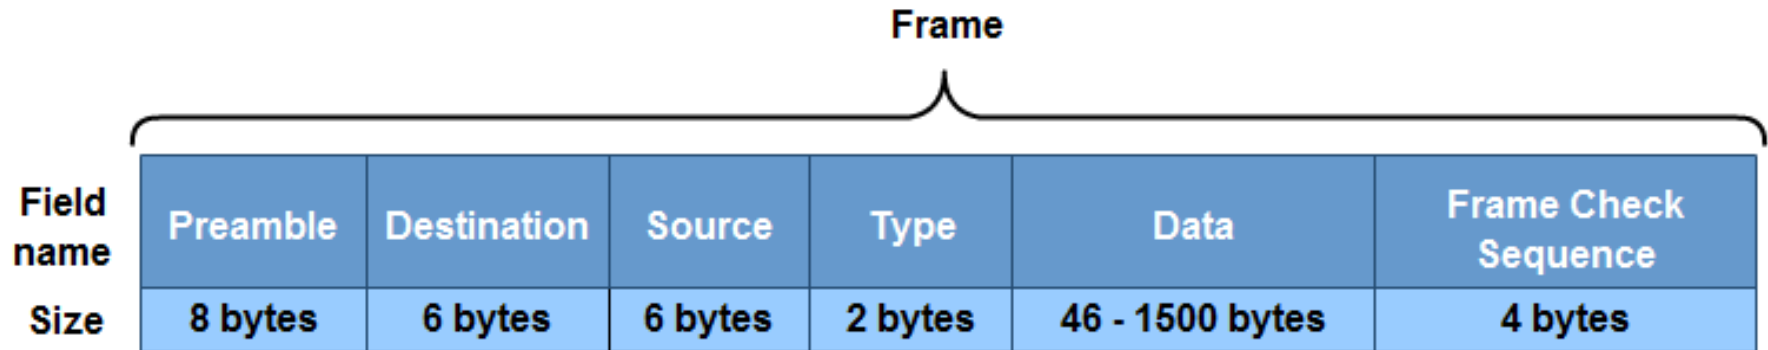 Frame
Field name
Preamble
Destination
Source
Type
Data
Frame Check Sequence
Size
8 bytes
6 bytes
6 bytes
2 bytes
46 - 1500 bytes
4 bytes